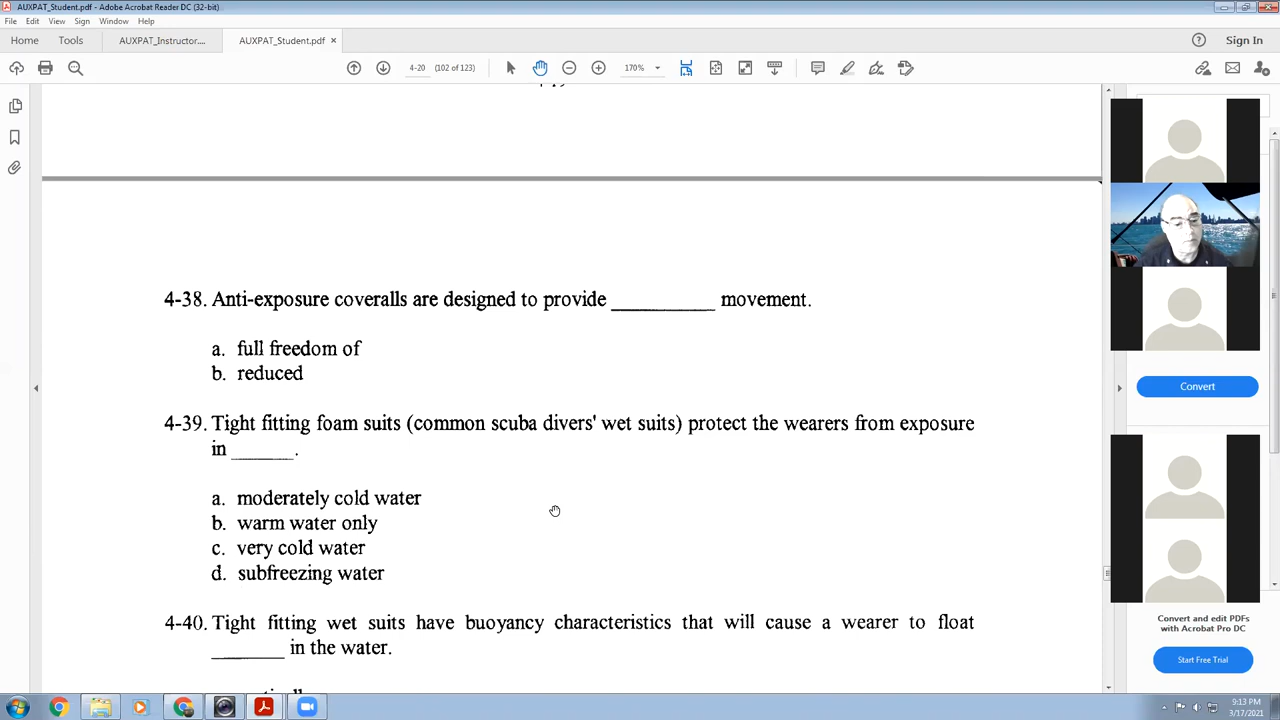 AUXPAT_Student.pdf - Adobe Acrobat Reader DC (32-bit)
File Edit View Sign Window Help
Home Tools AUXPAT_Instructor.... AUXPAT_Student.pdf × Sign In
4-20 (102 of 123) 170%
4-38. Anti-exposure coveralls are designed to provide __________ movement.
a. full freedom of
b. reduced
4-39. Tight fitting foam suits (common scuba divers' wet suits) protect the wearers from exposure
in ______.
a. moderately cold water
b. warm water only
c. very cold water
d. subfreezing water
4-40. Tight fitting wet suits have buoyancy characteristics that will cause a wearer to float
_______ in the water.
Convert
Convert and edit PDFs
with Acrobat Pro DC
Start Free Trial
9:13 PM
3/17/2021